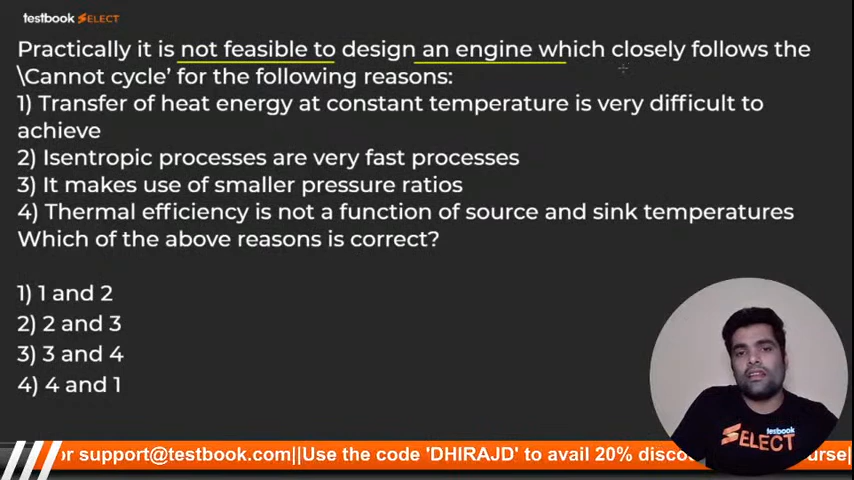 testbook SELECT
Practically it is not feasible to design an engine which closely follows the
\Cannot cycle’ for the following reasons:
1) Transfer of heat energy at constant temperature is very difficult to
achieve
2) Isentropic processes are very fast processes
3) It makes use of smaller pressure ratios
4) Thermal efficiency is not a function of source and sink temperatures
Which of the above reasons is correct?
1) 1 and 2
2) 2 and 3
3) 3 and 4
4) 4 and 1
testbook
SELECT
or support@testbook.com||Use the code 'DHIRAJD' to avail 20% disco